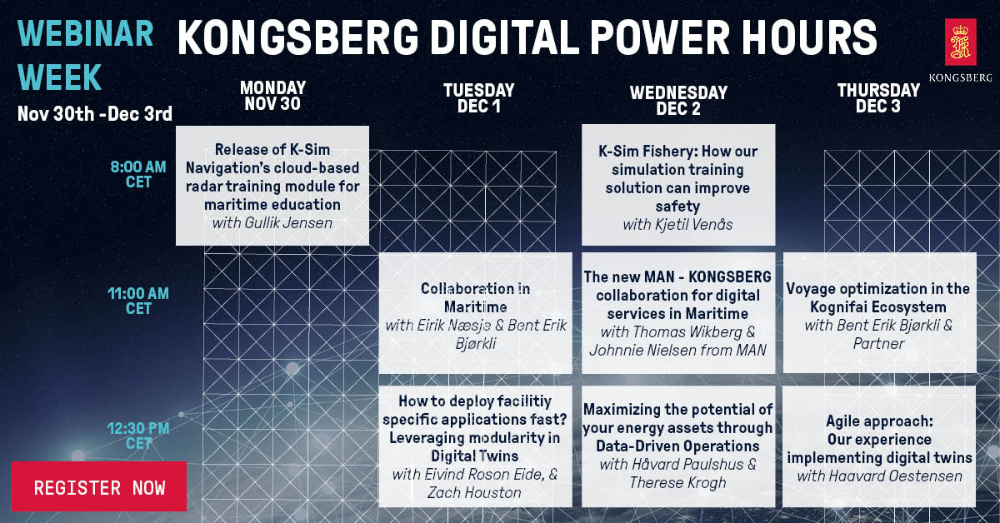 WEBINAR
WEEK
Nov 30th -Dec 3rd
KONGSBERG DIGITAL POWER HOURS
KONGSBERG
MONDAY
NOV 30
TUESDAY
DEC 1
WEDNESDAY
DEC 2
THURSDAY
DEC 3
8:00 AM
CET
Release of K-Sim
Navigation's cloud-based
radar training module for
maritime education
with Gullik Jensen
K-Sim Fishery: How our
simulation training
solution can improve
safety
with Kjetil Venås
11:00 AM
CET
Collaboration in
Maritime
with Eirik Næsje & Bent Erik
Bjørkli
The new MAN - KONGSBERG
collaboration for digital
services in Maritime
with Thomas Wikberg &
Johnnie Nielsen from MAN
Voyage optimization in the
Kognifai Ecosystem
with Bent Erik Bjørkli &
Partner
12:30 PM
CET
How to deploy facilitiy
specific applications fast?
Leveraging modularity in
Digital Twins
with Eivind Roson Eide, &
Zach Houston
Maximizing the potential of
your energy assets through
Data-Driven Operations
with Håvard Paulshus &
Therese Krogh
Agile approach:
Our experience
implementing digital twins
with Haavard Oestensen
REGISTER NOW